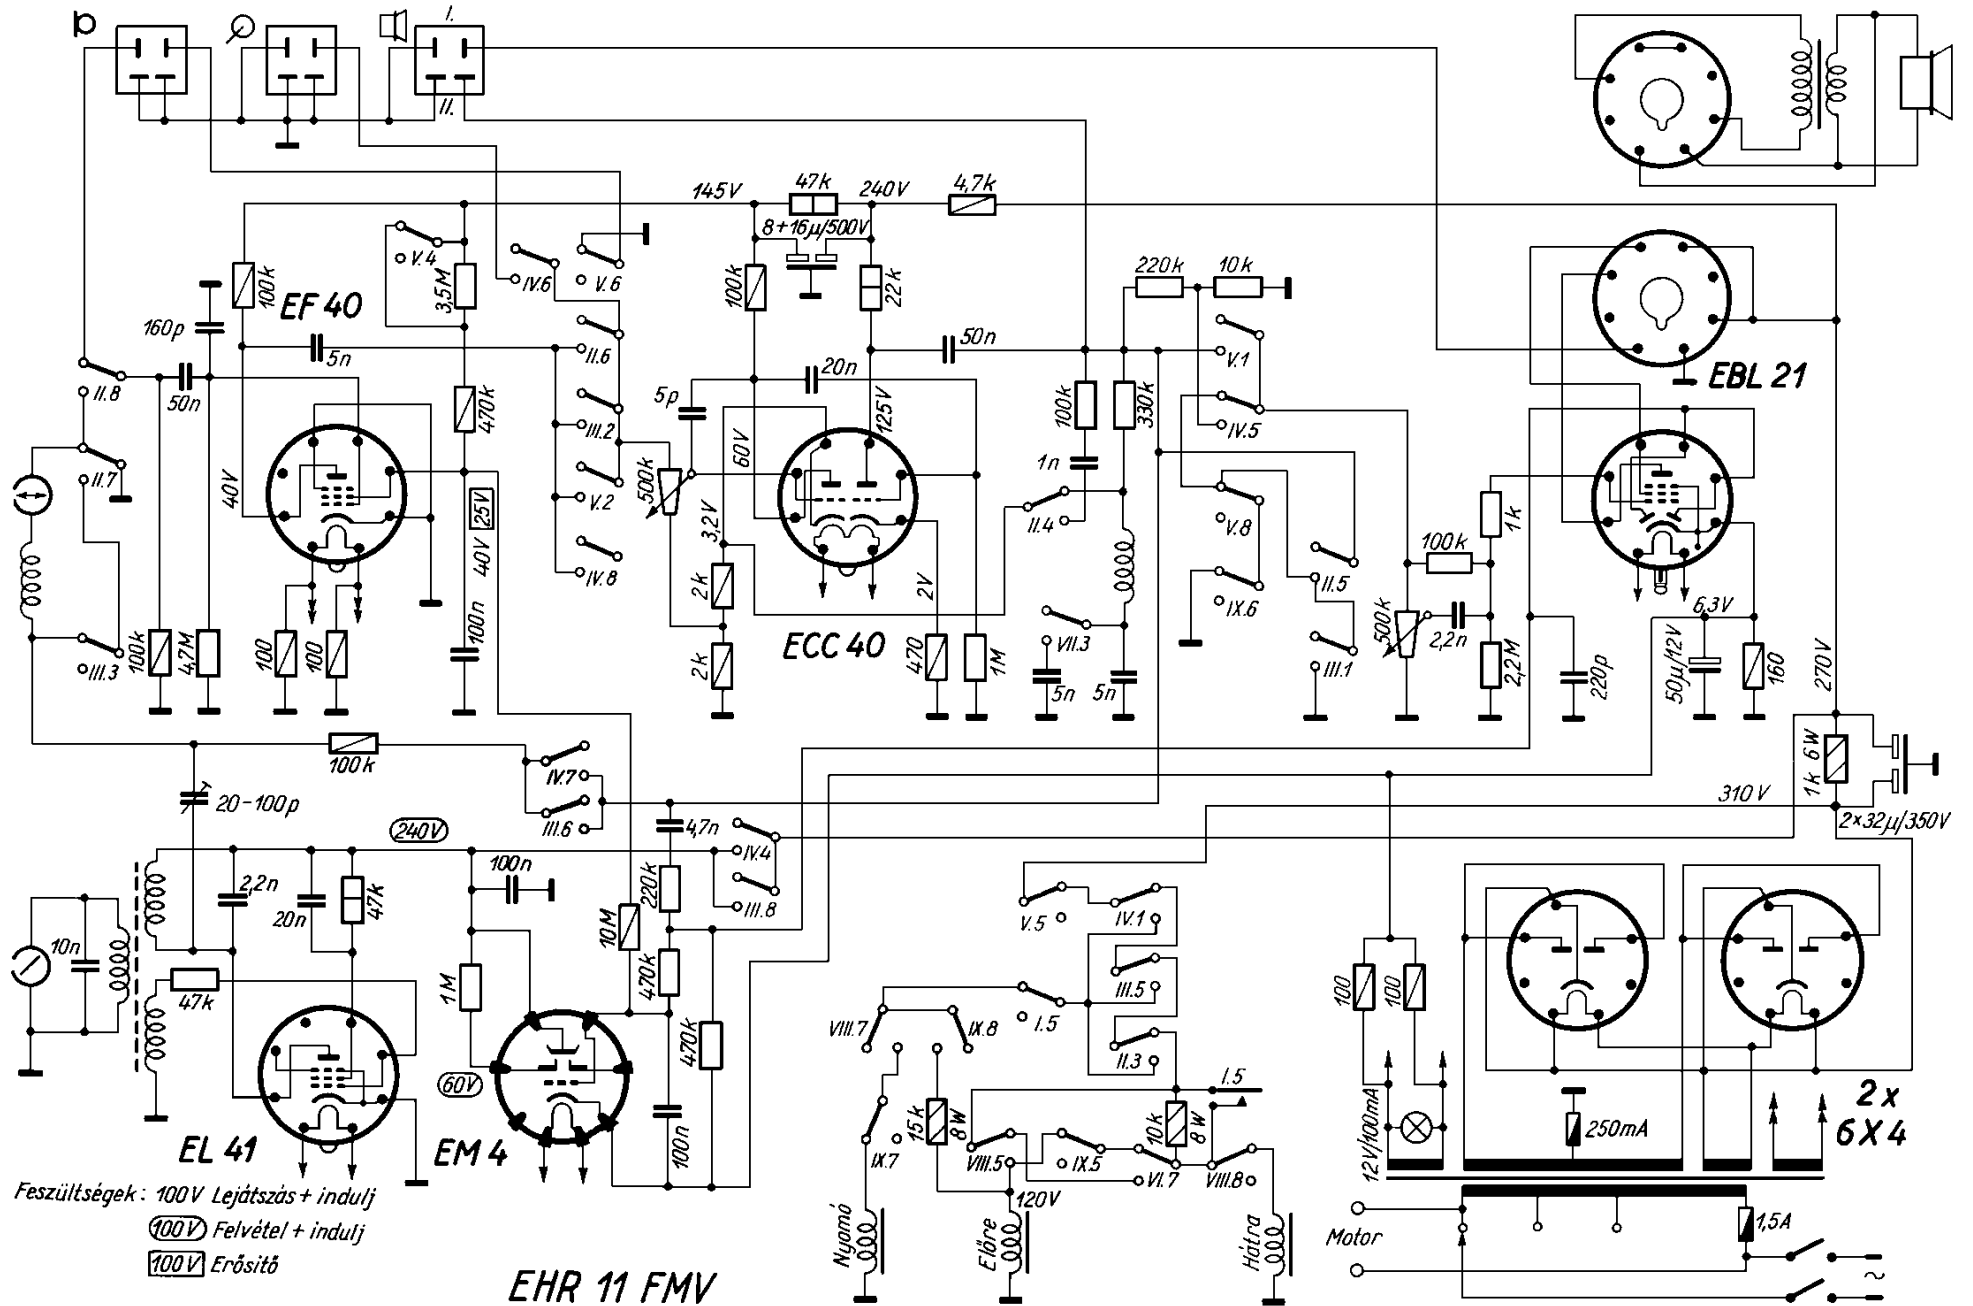 I.
II.
145V
47k
240V
4,7k
8+16µ/500V
V.4
3,5M
100k
EF 40
160p
5n
50n
II.8
II.7
III.3
470k
40V
40V
25V
100n
100k
4,7M
100
100
IV.6
V.6
II.6
III.2
V.2
IV.8
100k
22k
5p
20n
50n
500k
60V
125V
3,2V
2k
2k
2V
470
1M
ECC 40
220k
10k
V.1
IV.5
100k
330k
1n
II.4
V.8
IX.6
VII.3
5n
5n
II.5
III.1
100k
1k
500k
2,2n
2,2M
EBL 21
6,3V
220p
50µ/12V
160
270V
1k 6W
310V
2×32µ/350V
100k
20-100p
IV.7
III.6
240V
4,7n
IV.4
III.8
100n
220k
10M
470k
470k
100n
2,2n
20n
47k
10n
47k
1M
60V
EL 41
EM 4
V.5
IV.1
III.5
II.3
I.5
VIII.7
IX.8
IX.7
15k 8W
VIII.5
IX.5
10k 8W
I.5
VI.7
VIII.8
120V
Nyomó
Előre
Hátra
100
100
12V/100mA
250mA
2x
6X4
Motor
1,5A
~
Feszültségek: 100V Lejátszás + indulj
100V Felvétel + indulj
100V Erősítő
EHR 11 FMV